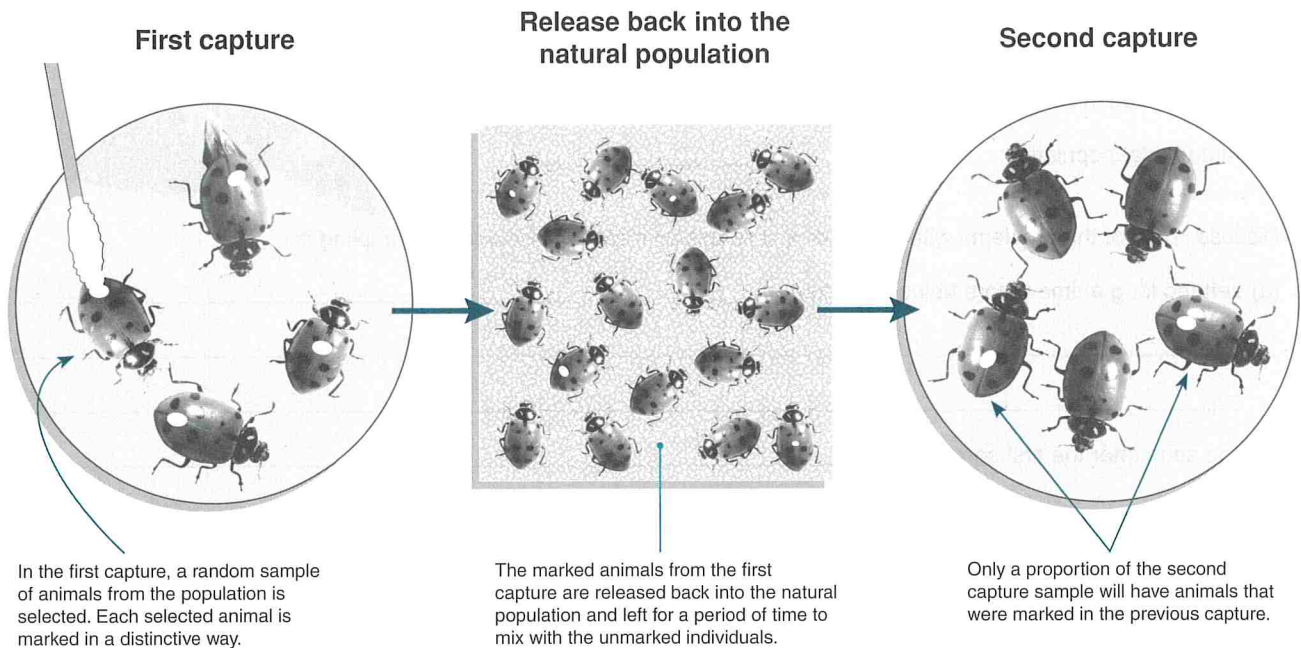 First capture
Release back into the
natural population
Second capture
In the first capture, a random sample
of animals from the population is
selected. Each selected animal is
marked in a distinctive way.
The marked animals from the first
capture are released back into the natural
population and left for a period of time to
mix with the unmarked individuals.
Only a proportion of the second
capture sample will have animals that
were marked in the previous capture.